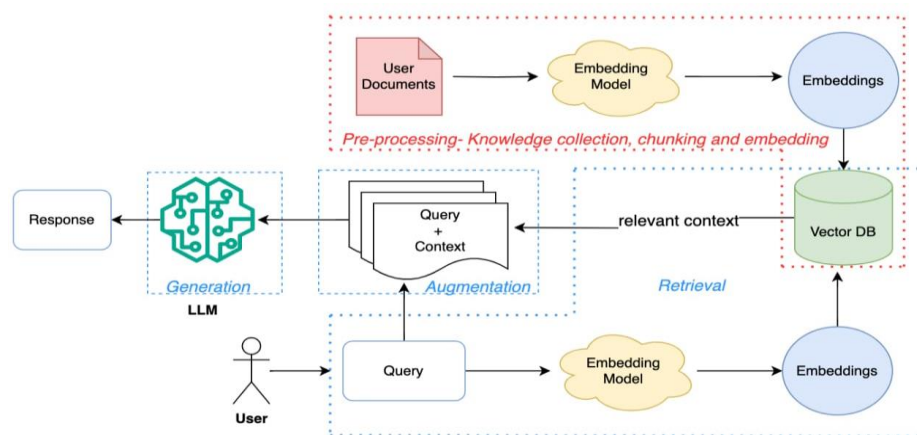 User
Documents
Embedding
Model
Embeddings
Pre-processing- Knowledge collection, chunking and embedding
Response
Generation
LLM
Query
+
Context
Augmentation
relevant context
Vector DB
Retrieval
User
Query
Embedding
Model
Embeddings